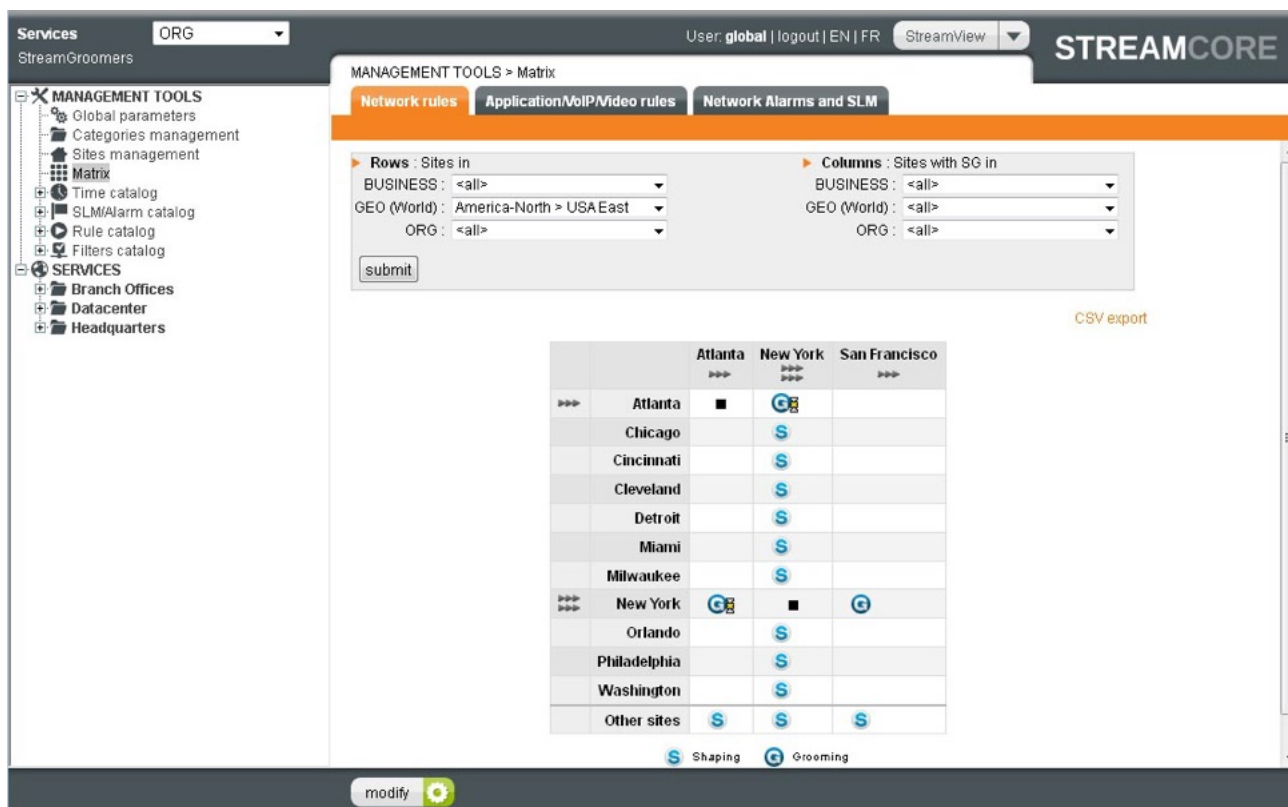 Services ORG
User: global | logout | EN | FR StreamView
STREAMCORE
StreamGroomers
MANAGEMENT TOOLS > Matrix
Network rules Application/VoIP/Video rules Network Alarms and SLM
MANAGEMENT TOOLS
Global parameters
Categories management
Sites management
Matrix
Time catalog
SLM/Alarm catalog
Rule catalog
Filters catalog
SERVICES
Branch Offices
Datacenter
Headquarters
Rows : Sites in
BUSINESS : <all>
GEO (World) : America-North > USA East
ORG : <all>
submit
Columns : Sites with SG in
BUSINESS : <all>
GEO (World) : <all>
ORG : <all>
CSV export
Atlanta New York San Francisco
Atlanta G
Chicago S
Cincinnati S
Cleveland S
Detroit S
Miami S
Milwaukee S
New York G G
Orlando S
Philadelphia S
Washington S
Other sites S S S
S Shaping G Grooming
modify